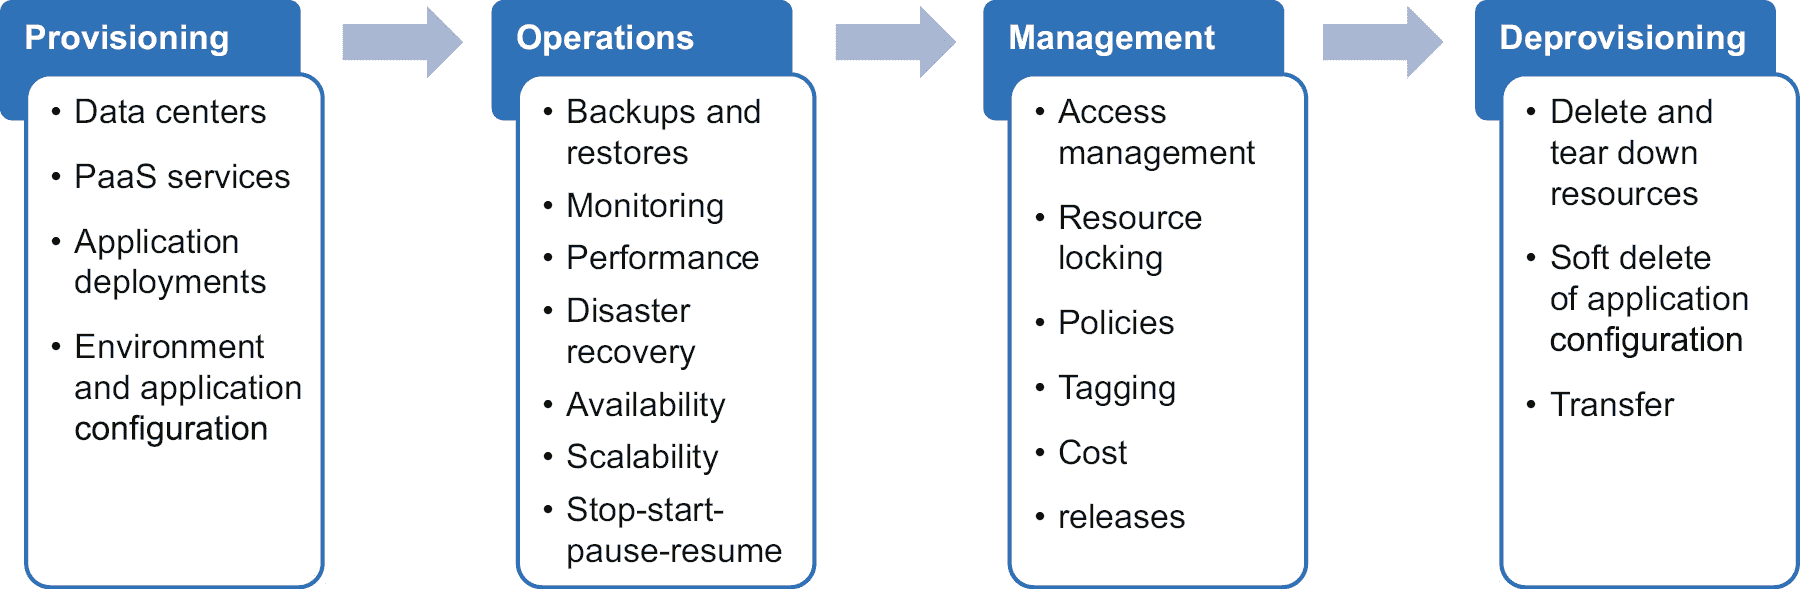 Provisioning
• Data centers
• PaaS services
• Application
deployments
• Environment
and application
configuration
Operations
• Backups and
restores
• Monitoring
• Performance
• Disaster
recovery
• Availability
• Scalability
• Stop-start-
pause-resume
Management
• Access
management
• Resource
locking
• Policies
• Tagging
• Cost
• releases
Deprovisioning
• Delete and
tear down
resources
• Soft delete
of application
configuration
• Transfer